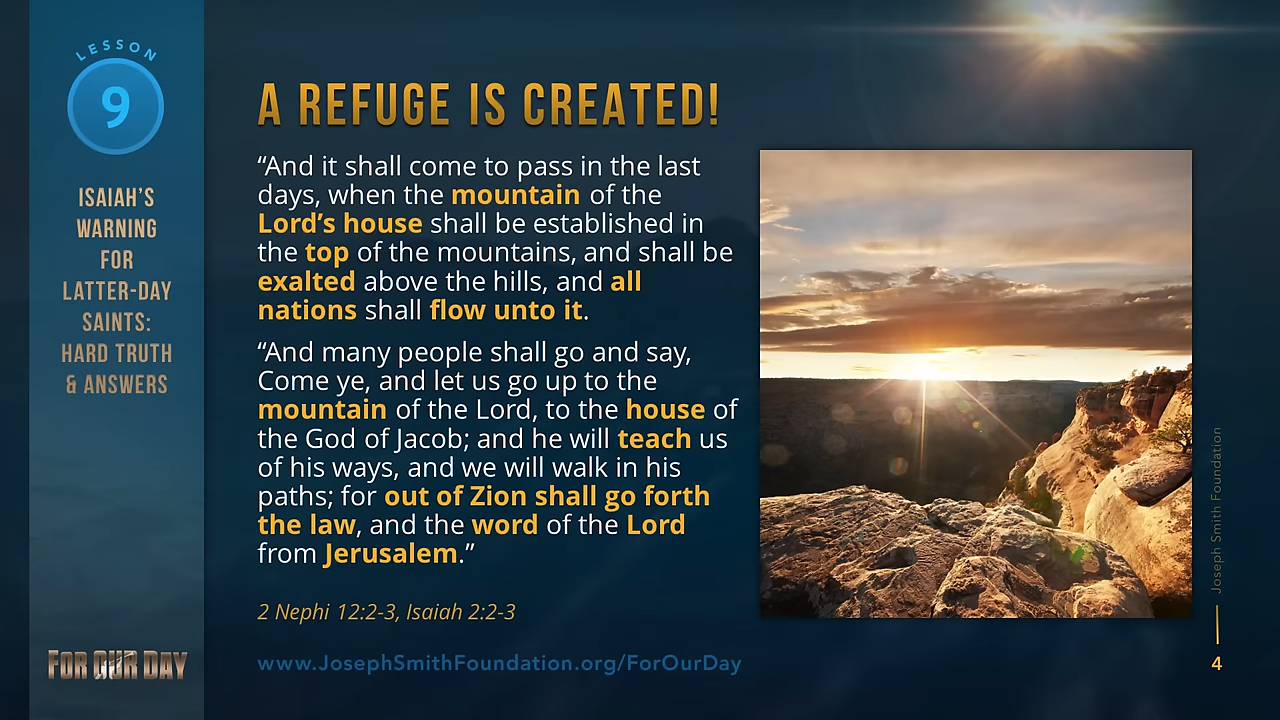 LESSON
9
ISAIAH'S
WARNING
FOR
LATTER-DAY
SAINTS:
HARD TRUTH
& ANSWERS
FOR OUR DAY
A REFUGE IS CREATED!
“And it shall come to pass in the last
days, when the mountain of the
Lord’s house shall be established in
the top of the mountains, and shall be
exalted above the hills, and all
nations shall flow unto it.
“And many people shall go and say,
Come ye, and let us go up to the
mountain of the Lord, to the house of
the God of Jacob; and he will teach us
of his ways, and we will walk in his
paths; for out of Zion shall go forth
the law, and the word of the Lord
from Jerusalem.”
2 Nephi 12:2-3, Isaiah 2:2-3
www.JosephSmithFoundation.org/ForOurDay
Joseph Smith Foundation
4